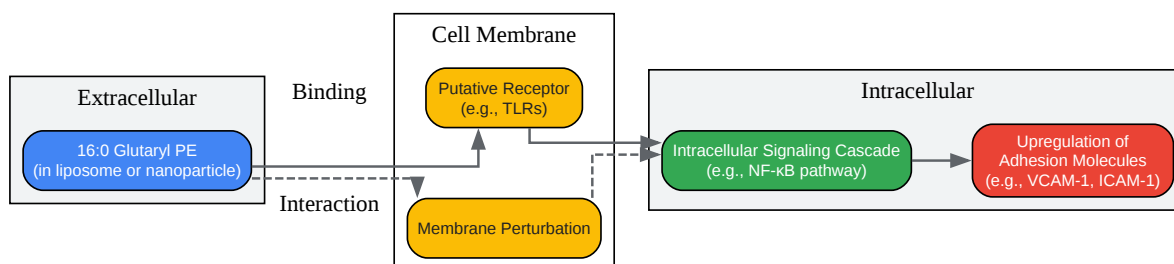 Extracellular
16:0 Glutaryl PE
(in liposome or nanoparticle)
Binding
Interaction
Cell Membrane
Putative Receptor
(e.g., TLRs)
Membrane Perturbation
Intracellular
Intracellular Signaling Cascade
(e.g., NF-κB pathway)
Upregulation of
Adhesion Molecules
(e.g., VCAM-1, ICAM-1)